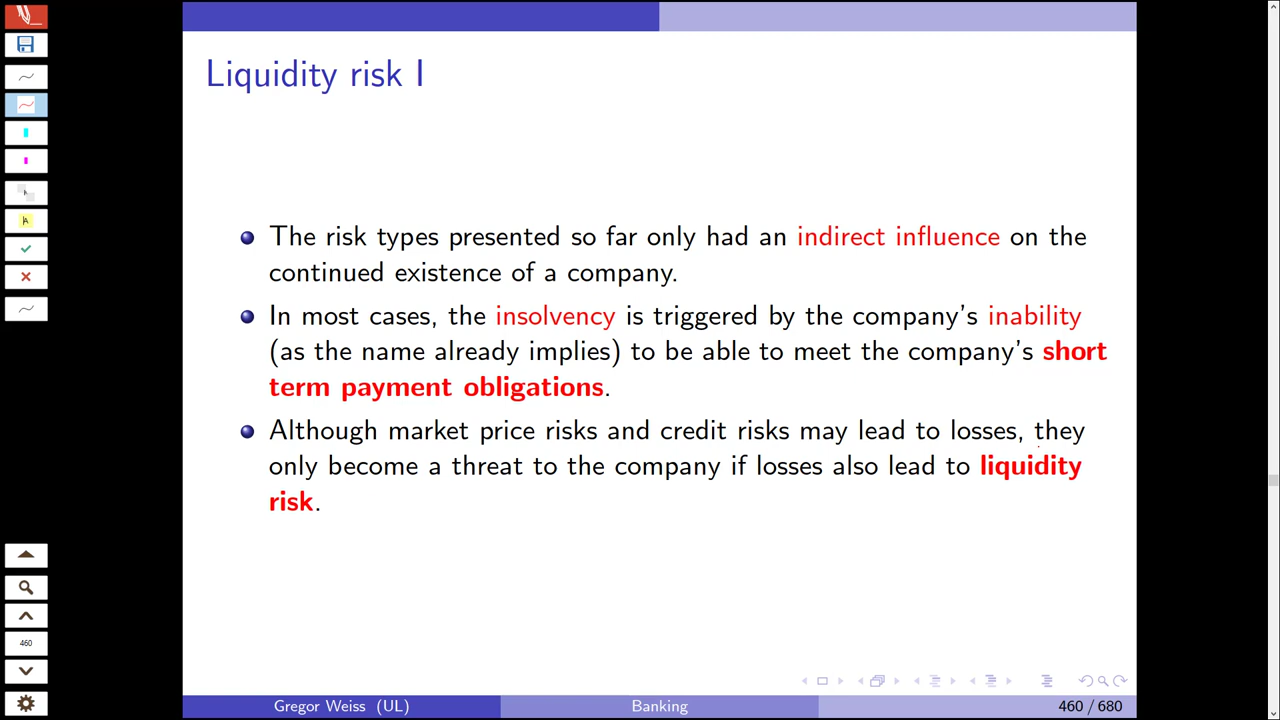 Liquidity risk I
The risk types presented so far only had an indirect influence on the
continued existence of a company.
In most cases, the insolvency is triggered by the company's inability
(as the name already implies) to be able to meet the company's short
term payment obligations.
Although market price risks and credit risks may lead to losses, they
only become a threat to the company if losses also lead to liquidity
risk.
460
Gregor Weiss (UL) Banking 460 / 680